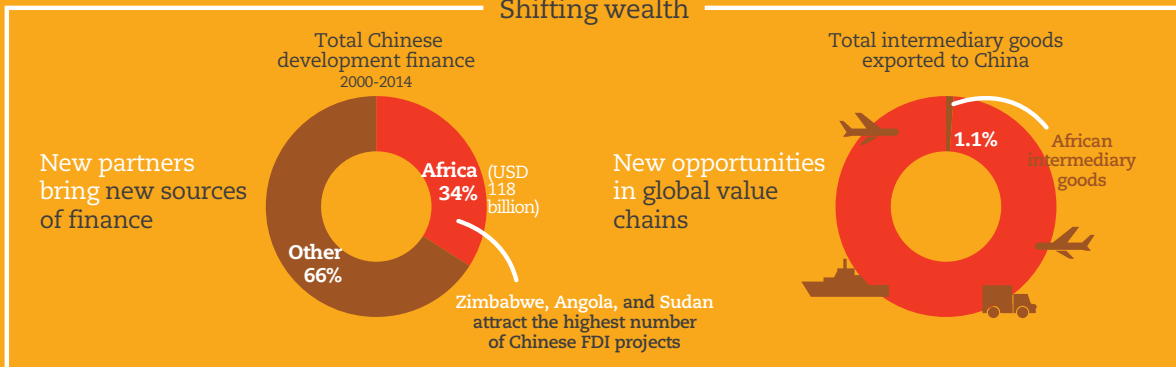 Shifting wealth
Total Chinese
development finance
2000-2014
New partners
bring new sources
of finance
Africa
34%
(USD
118
billion)
Other
66%
Zimbabwe, Angola, and Sudan
attract the highest number
of Chinese FDI projects
Total intermediary goods
exported to China
New opportunities
in global value
chains
1.1%
African
intermediary
goods